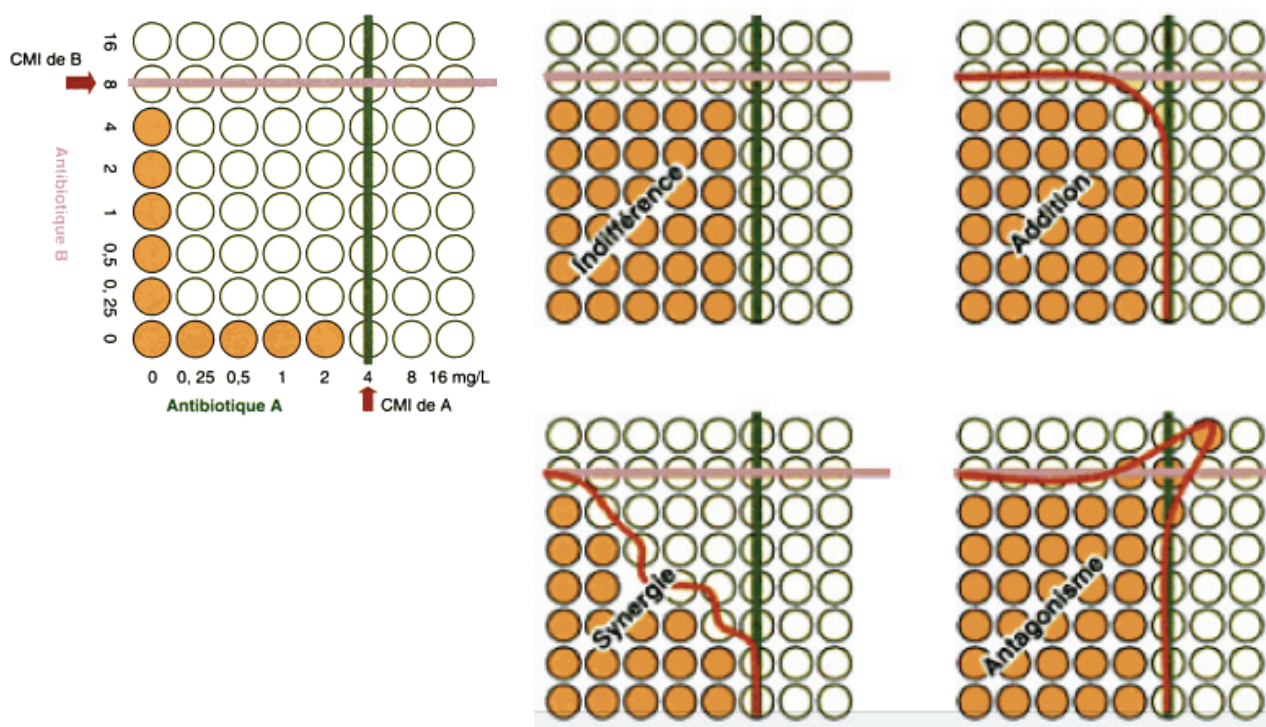 CMI de B
Antibiotique B
16
8
4
2
1
0,5
0, 25
0
0
0, 25
0,5
1
2
4
8
16 mg/L
Antibiotique A
CMI de A
Indifférence
Addition
Synergie
Antagonisme